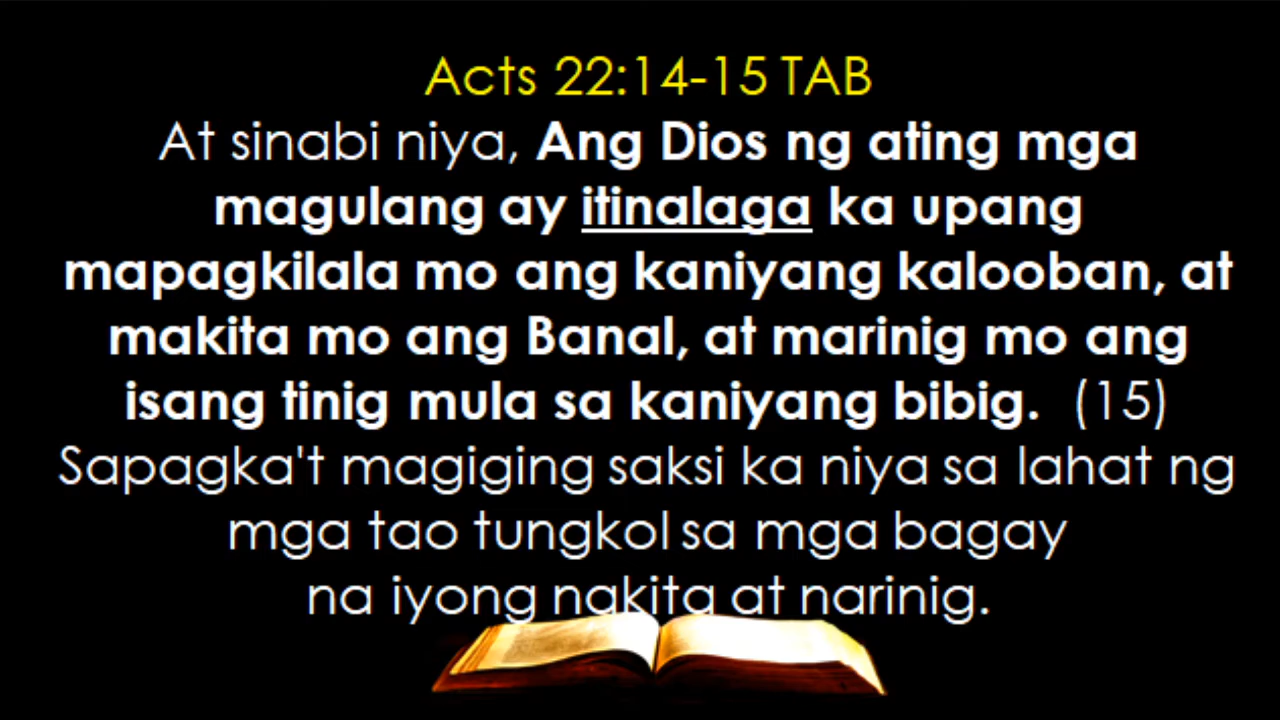 Acts 22:14-15 TAB
At sinabi niya, Ang Dios ng ating mga
magulang ay itinalaga ka upang
mapagkilala mo ang kaniyang kalooban, at
makita mo ang Banal, at marinig mo ang
isang tinig mula sa kaniyang bibig. (15)
Sapagka't magiging saksi ka niya sa lahat ng
mga tao tungkol sa mga bagay
na iyong nakita at narinig.